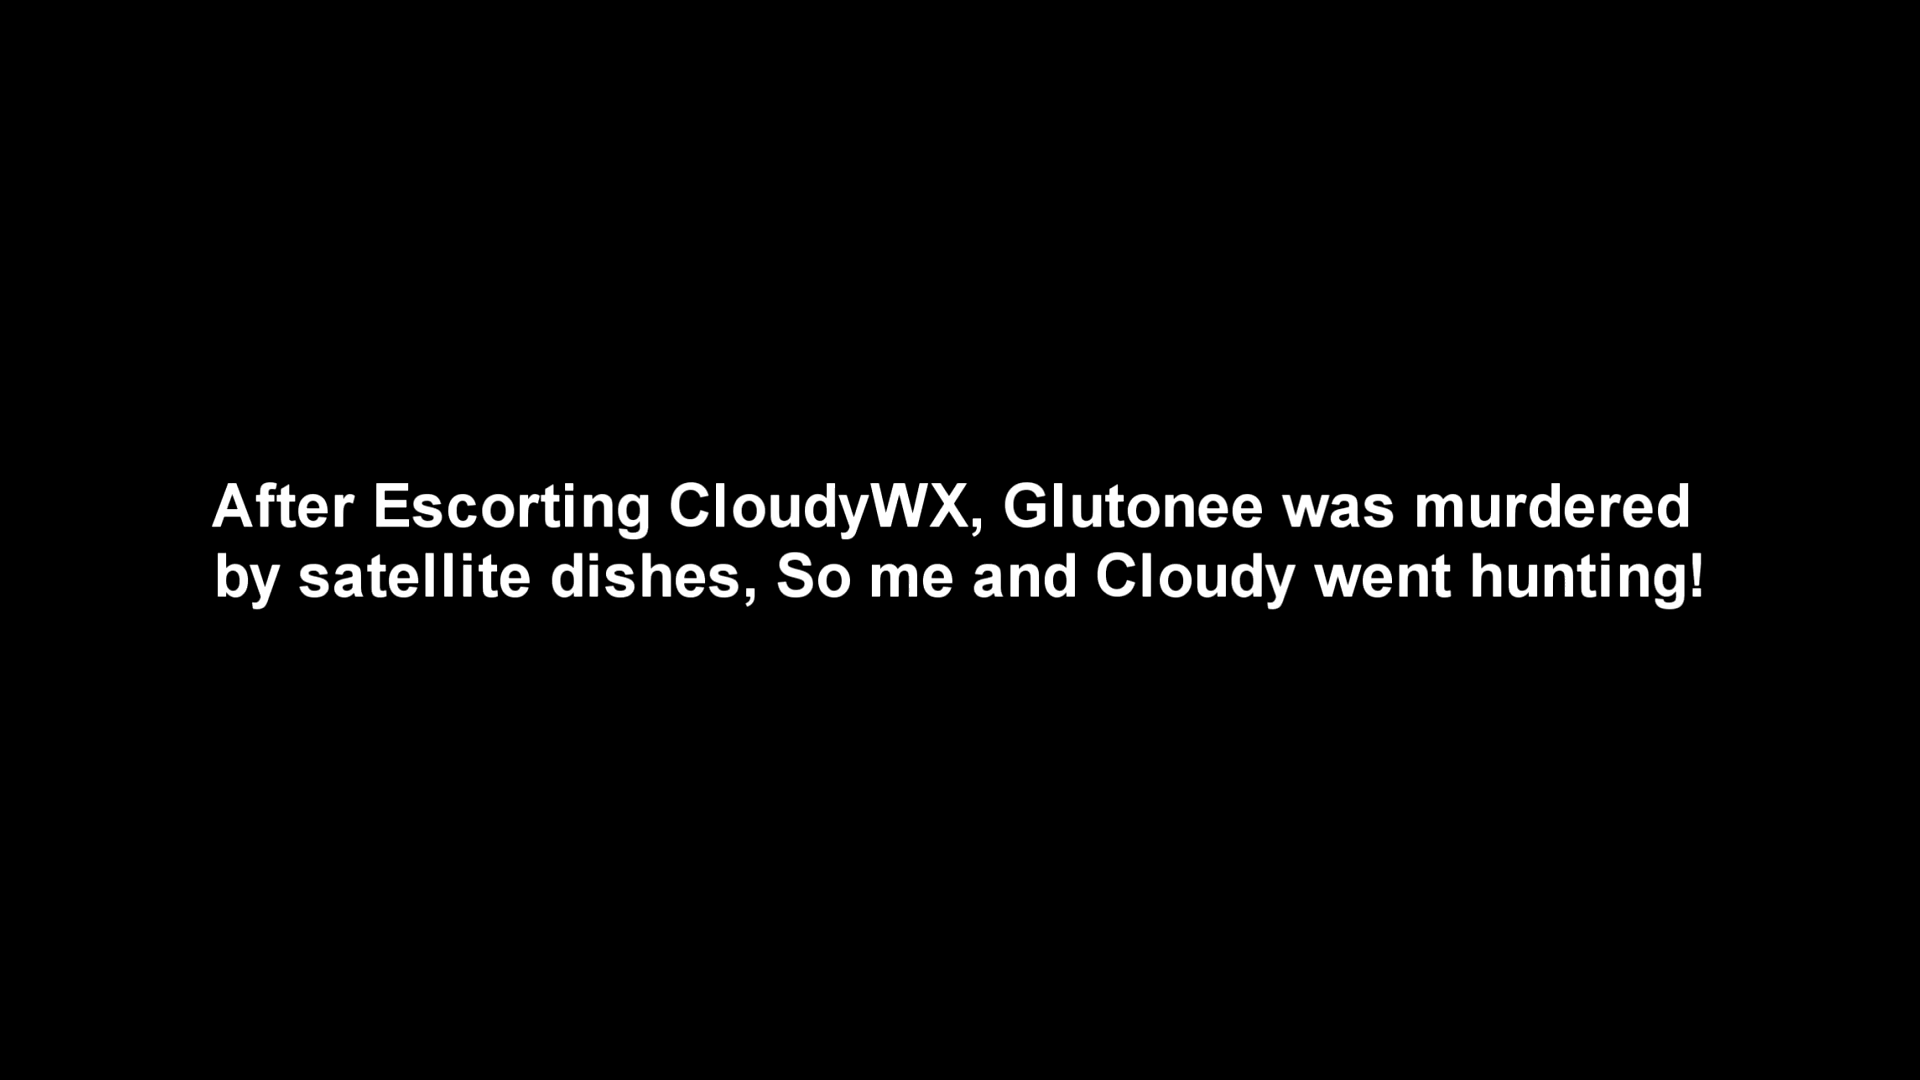 After Escorting CloudyWX, Glutonee was murdered
by satellite dishes, So me and Cloudy went hunting!